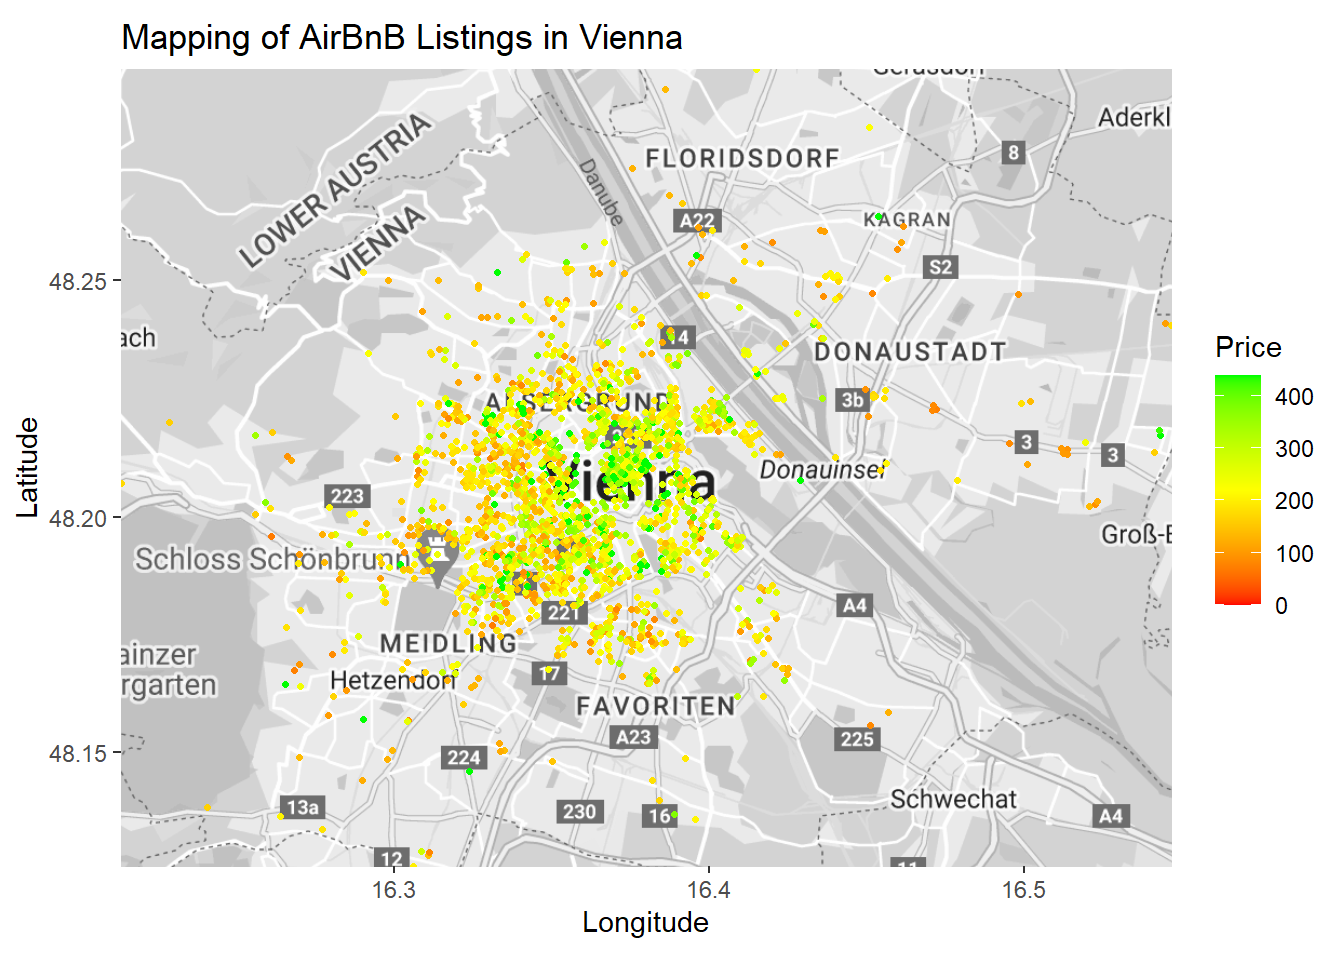 Mapping of AirBnB Listings in Vienna
Gerasdorf
Aderkl
8
LOWER AUSTRIA
FLORIDSDORF
Danube
VIENNA
A22
KAGRAN
S2
48.25
ach
14
DONAUSTADT
Price
400
300
200
100
0
ALSERGRUND
3b
3
3
Vienna
Donauinsel
Latitude
223
48.20
Groß-E
Schloss Schönbrunn
A4
221
MEIDLING
ainzer
rgarten
Hetzendorf
17
FAVORITEN
A23
225
48.15
224
13a
230
16
Schwechat
A4
12
11
16.3
16.4
16.5
Longitude